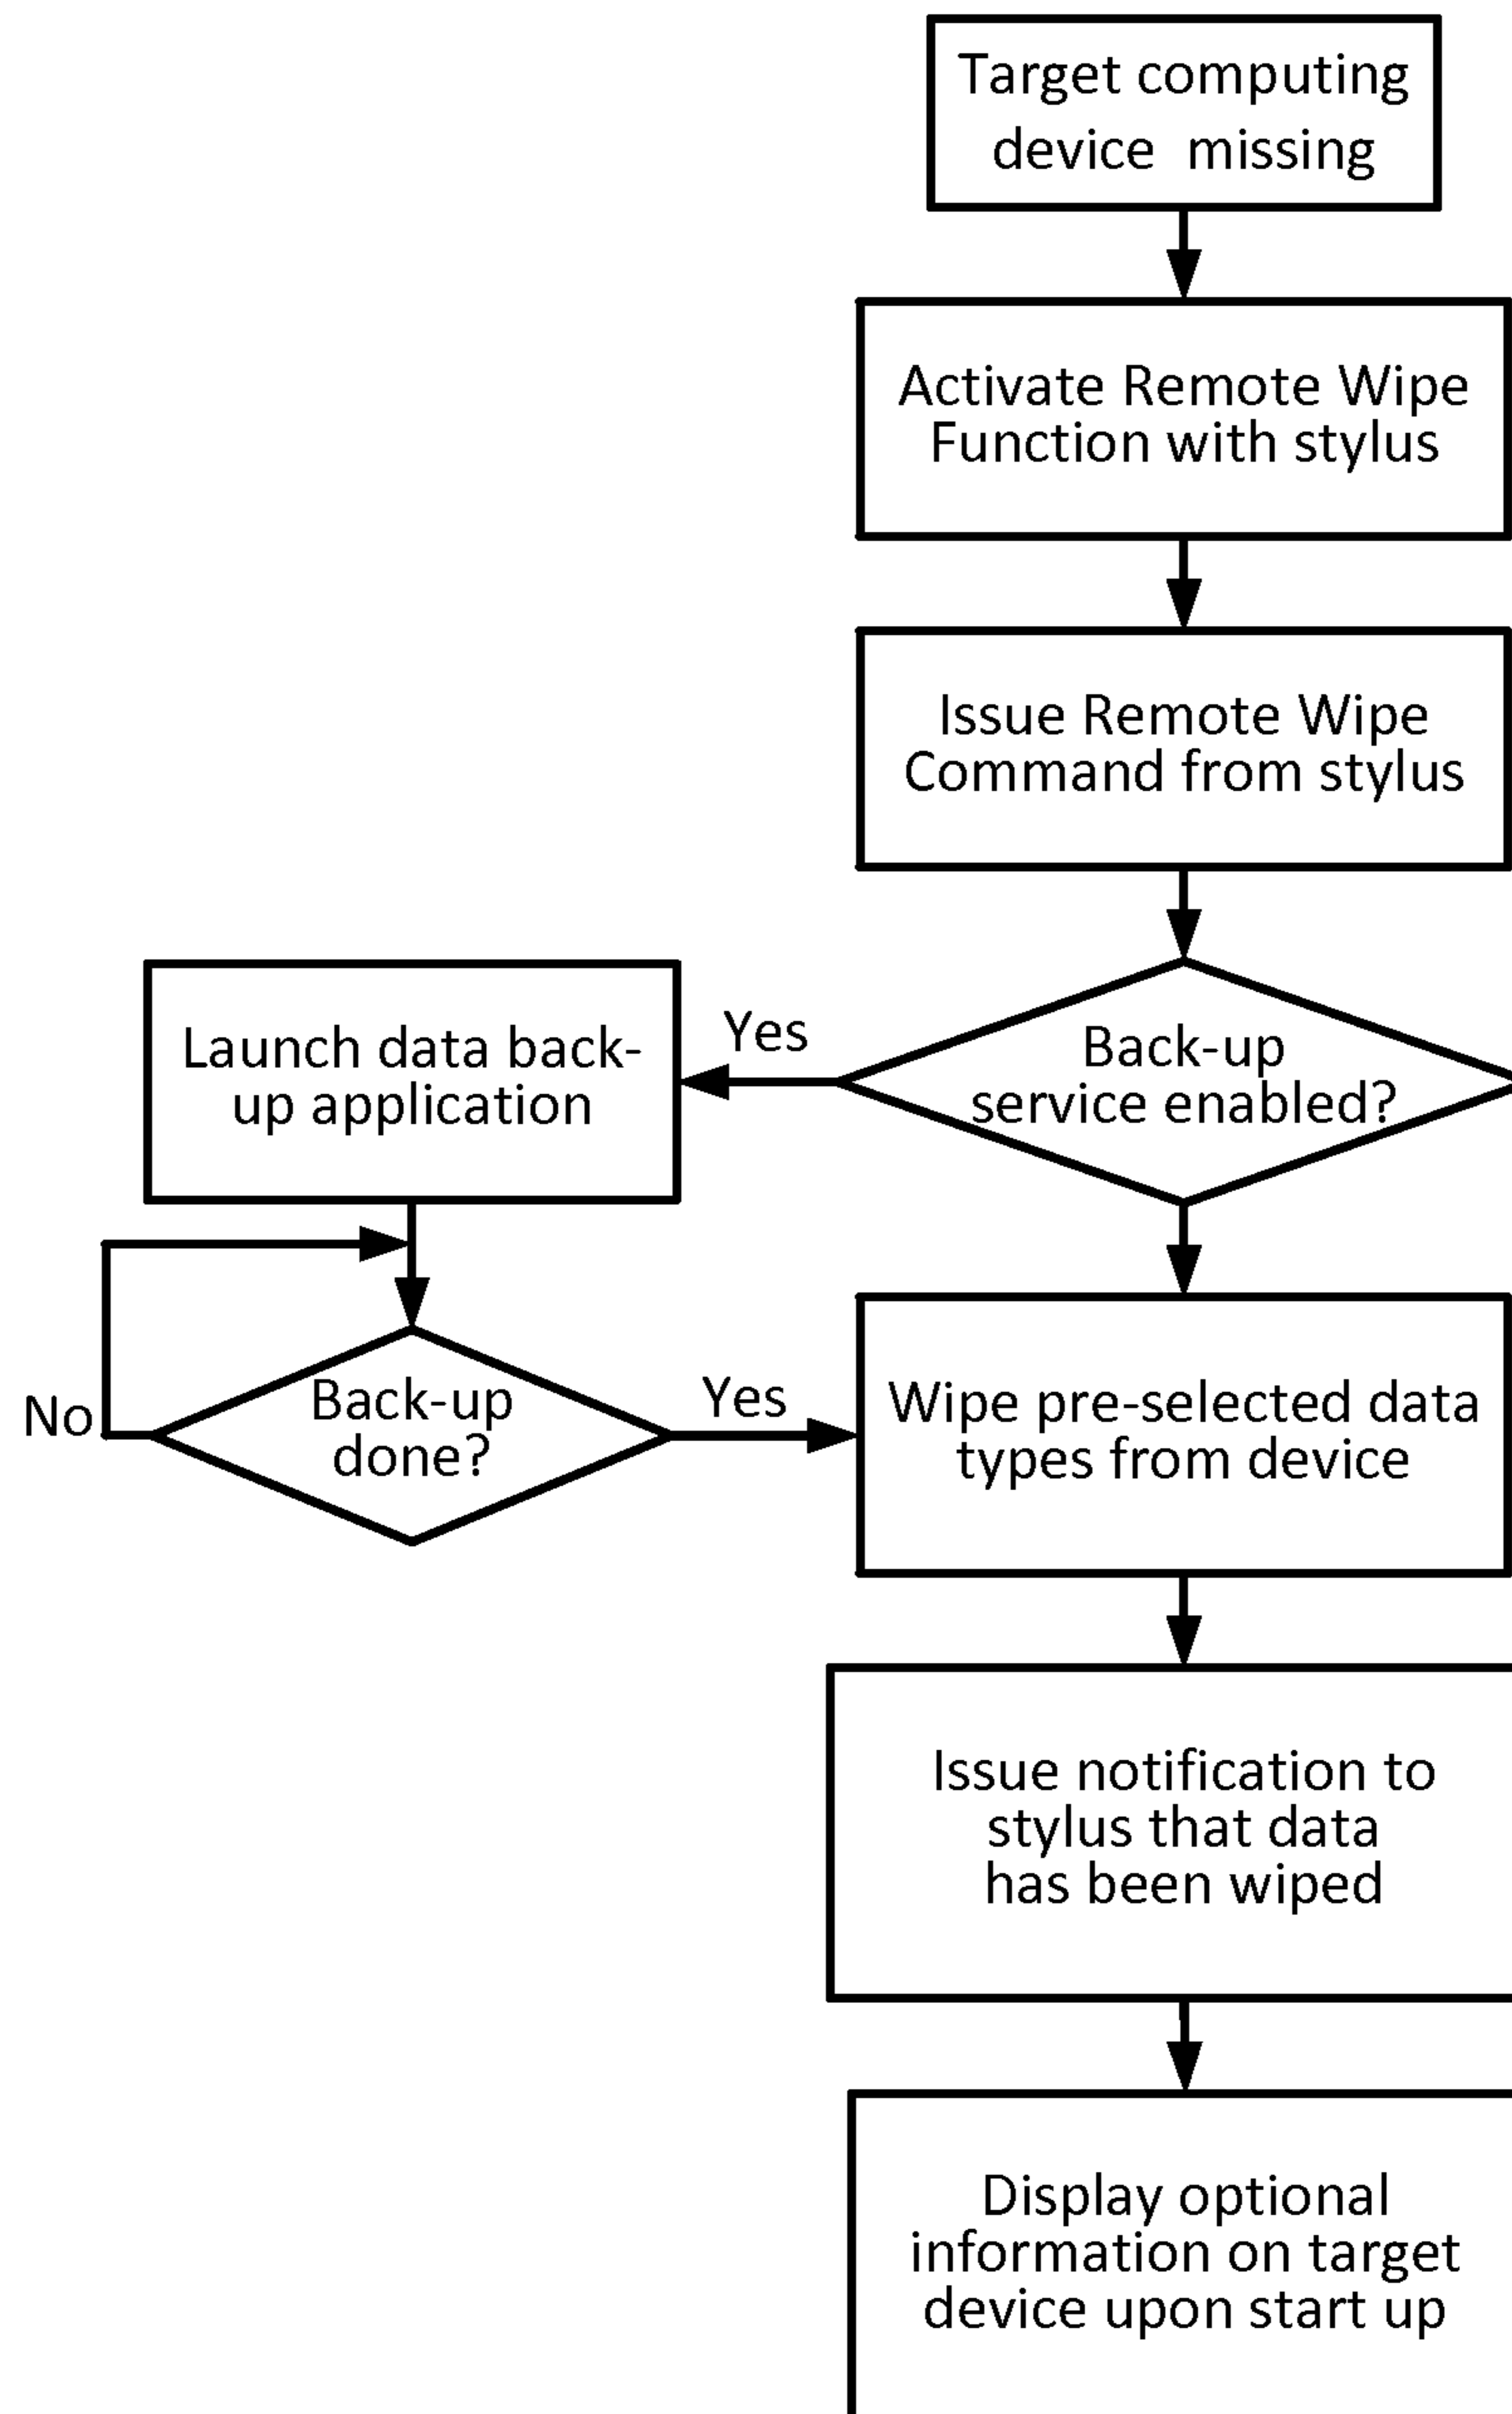 Target computing
device missing
Activate Remote Wipe
Function with stylus
Issue Remote Wipe
Command from stylus
Back-up
service enabled?
Yes
Launch data back-
up application
Back-up
done?
No
Yes
Wipe pre-selected data
types from device
Issue notification to
stylus that data
has been wiped
Display optional
information on target
device upon start up